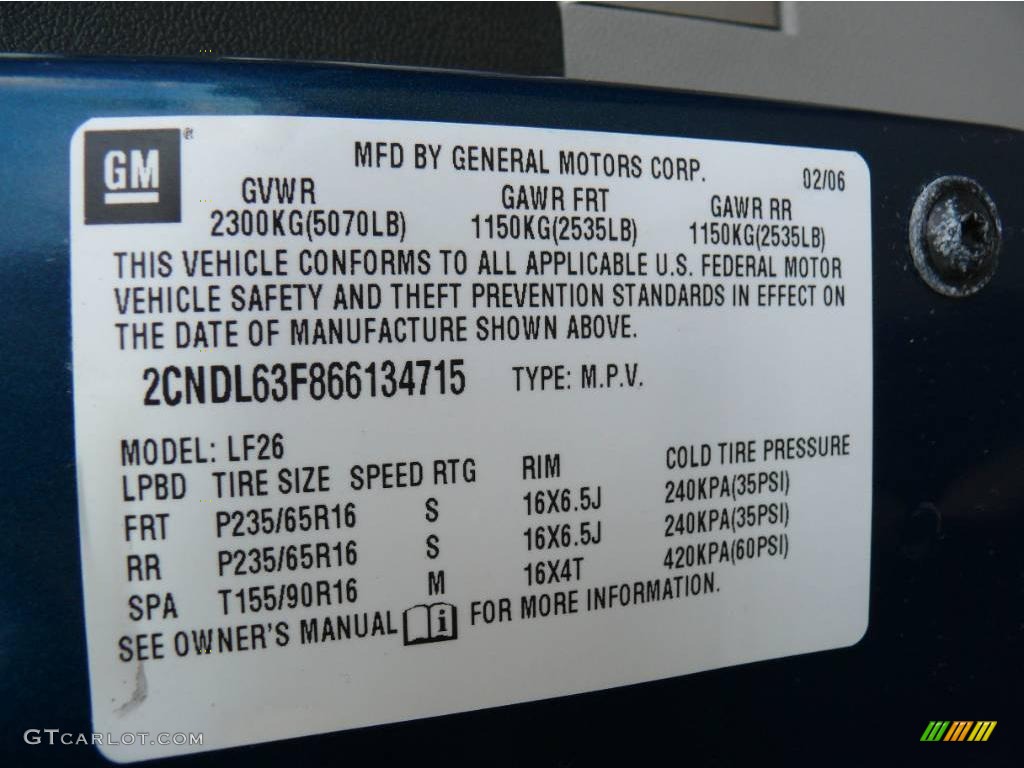 GM®
MFD BY GENERAL MOTORS CORP. 02/06
GVWR GAWR FRT GAWR RR
2300KG(5070LB) 1150KG(2535LB) 1150KG(2535LB)
THIS VEHICLE CONFORMS TO ALL APPLICABLE U.S. FEDERAL MOTOR
VEHICLE SAFETY AND THEFT PREVENTION STANDARDS IN EFFECT ON
THE DATE OF MANUFACTURE SHOWN ABOVE.
2CNDL63F866134715 TYPE: M.P.V.
MODEL: LF26
LPBD TIRE SIZE SPEED RTG RIM COLD TIRE PRESSURE
FRT P235/65R16 S 16X6.5J 240KPA(35PSI)
RR P235/65R16 S 16X6.5J 240KPA(35PSI)
SPA T155/90R16 M 16X4T 420KPA(60PSI)
SEE OWNER'S MANUAL i FOR MORE INFORMATION.
GTcarlot.com